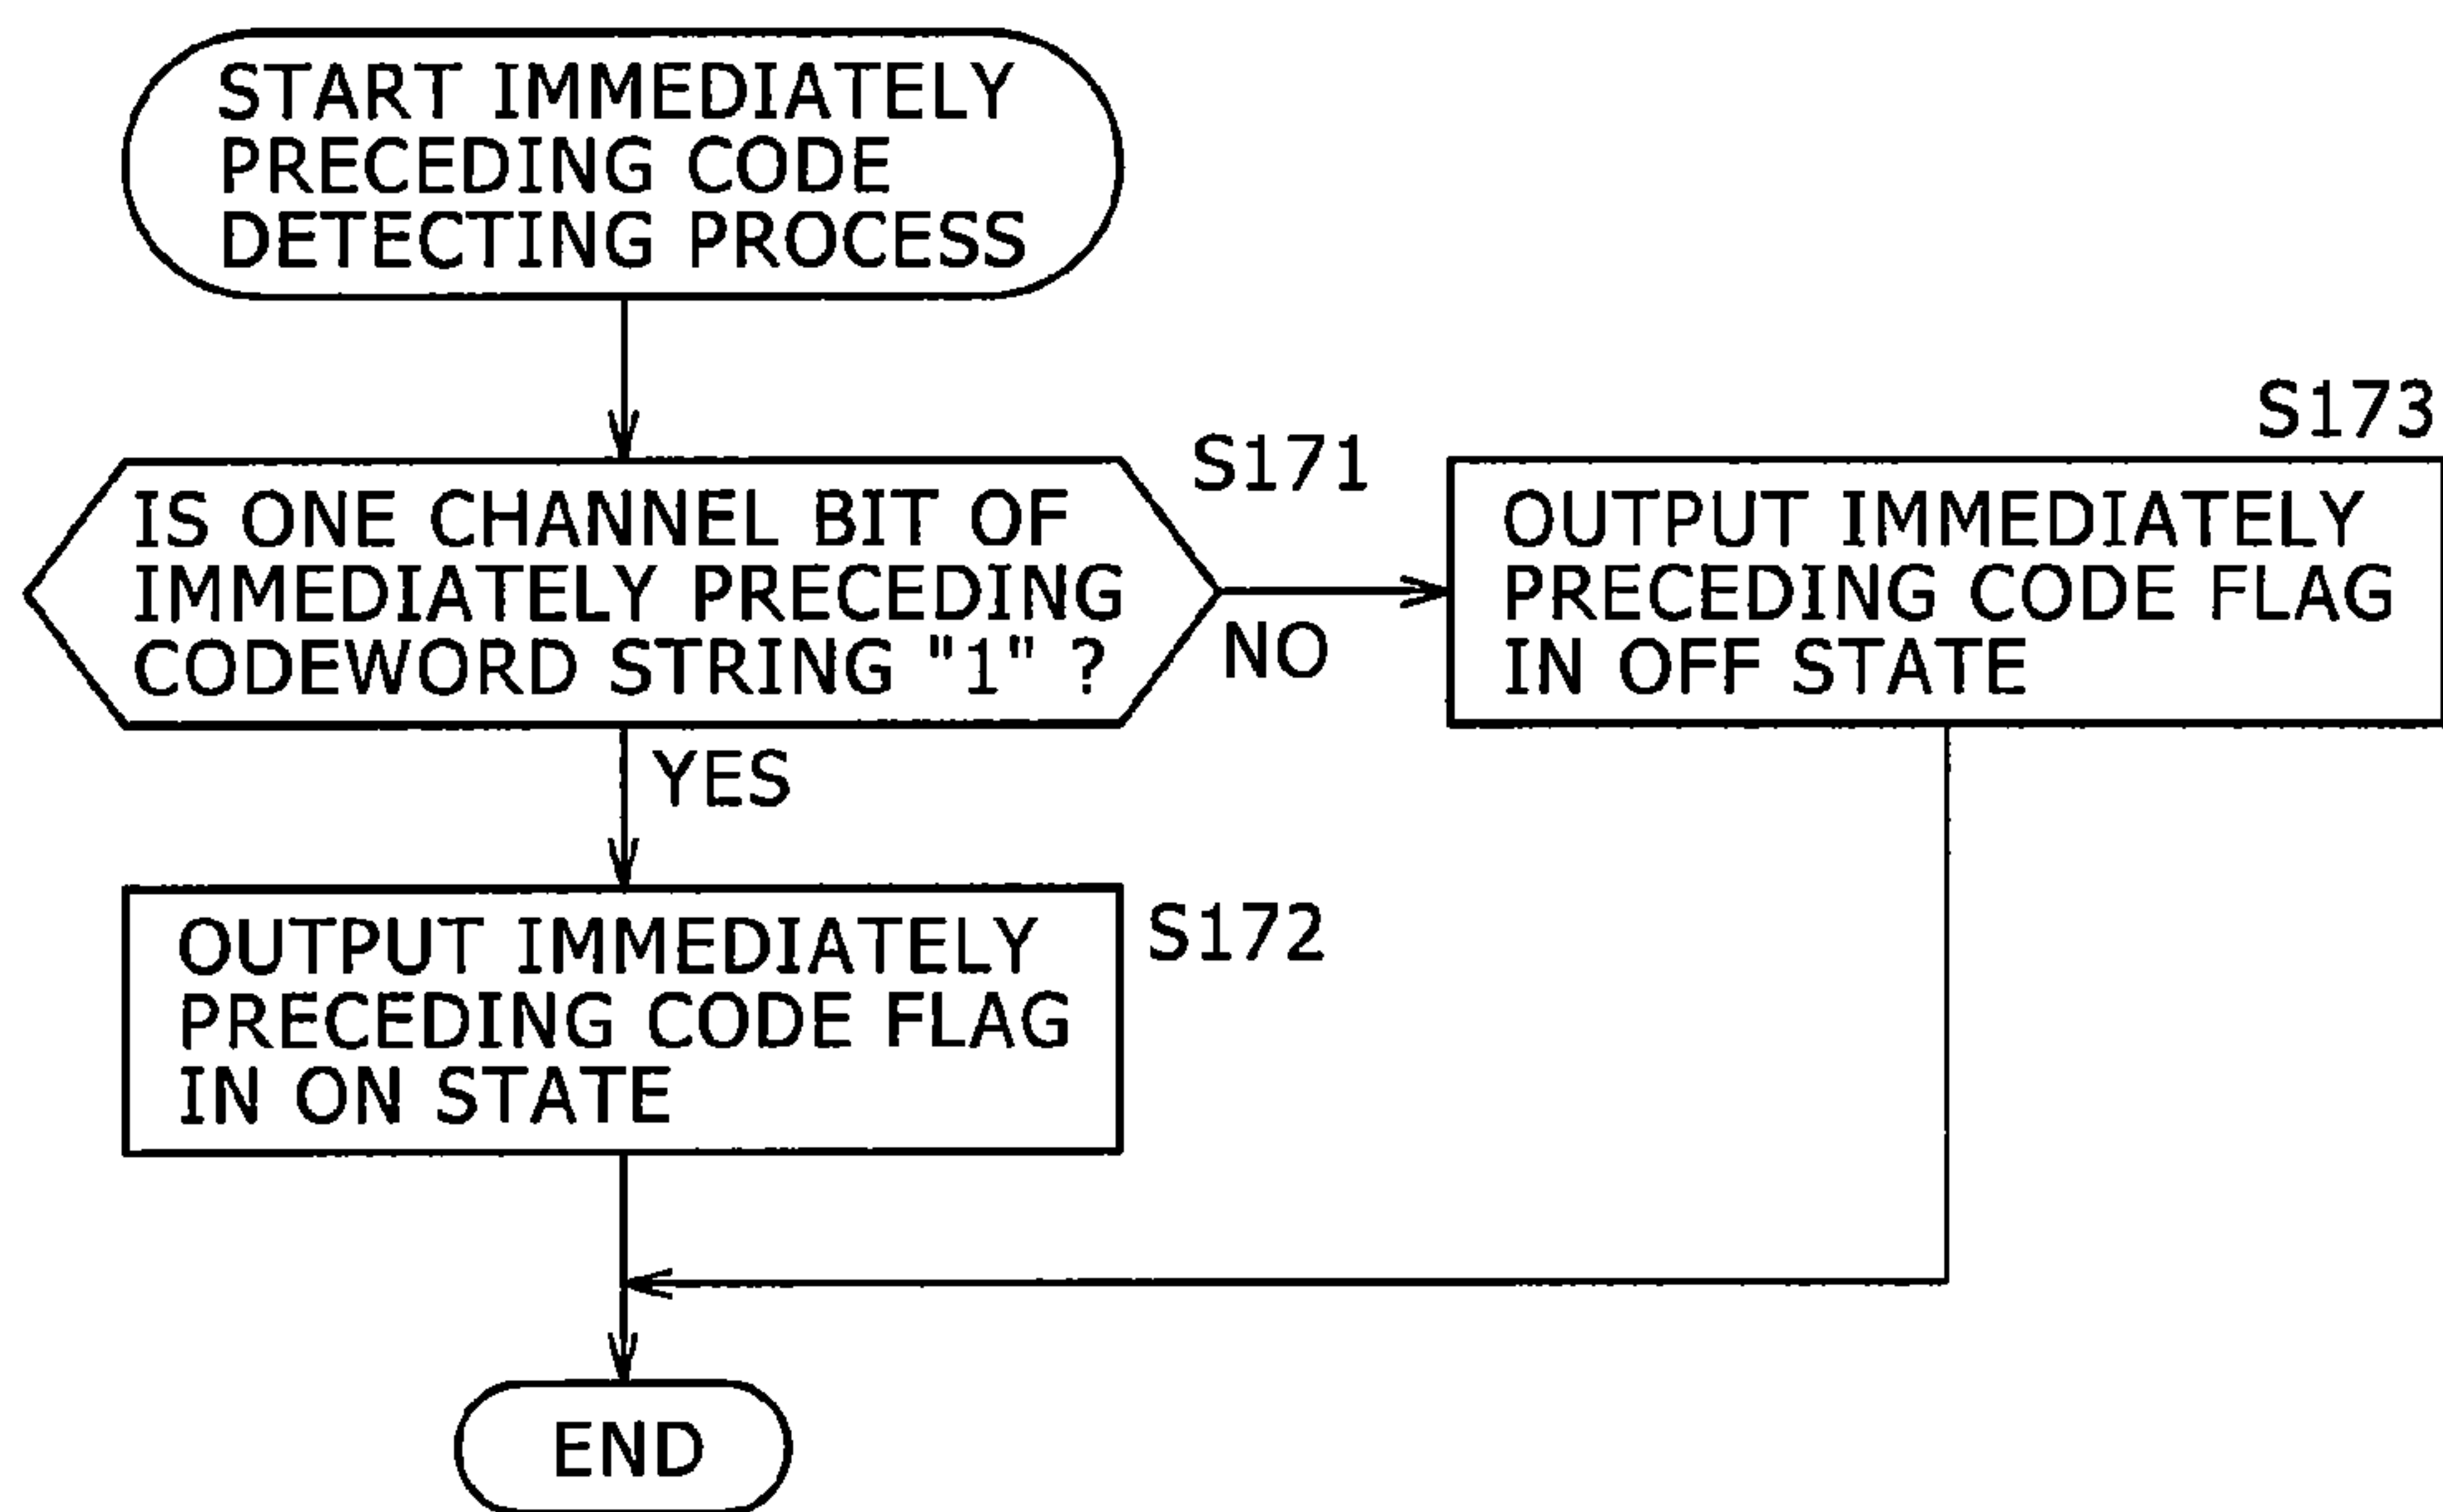 START IMMEDIATELY
PRECEDING CODE
DETECTING PROCESS
S171
IS ONE CHANNEL BIT OF
IMMEDIATELY PRECEDING
CODEWORD STRING "1" ?
NO
S173
OUTPUT IMMEDIATELY
PRECEDING CODE FLAG
IN OFF STATE
YES
S172
OUTPUT IMMEDIATELY
PRECEDING CODE FLAG
IN ON STATE
END